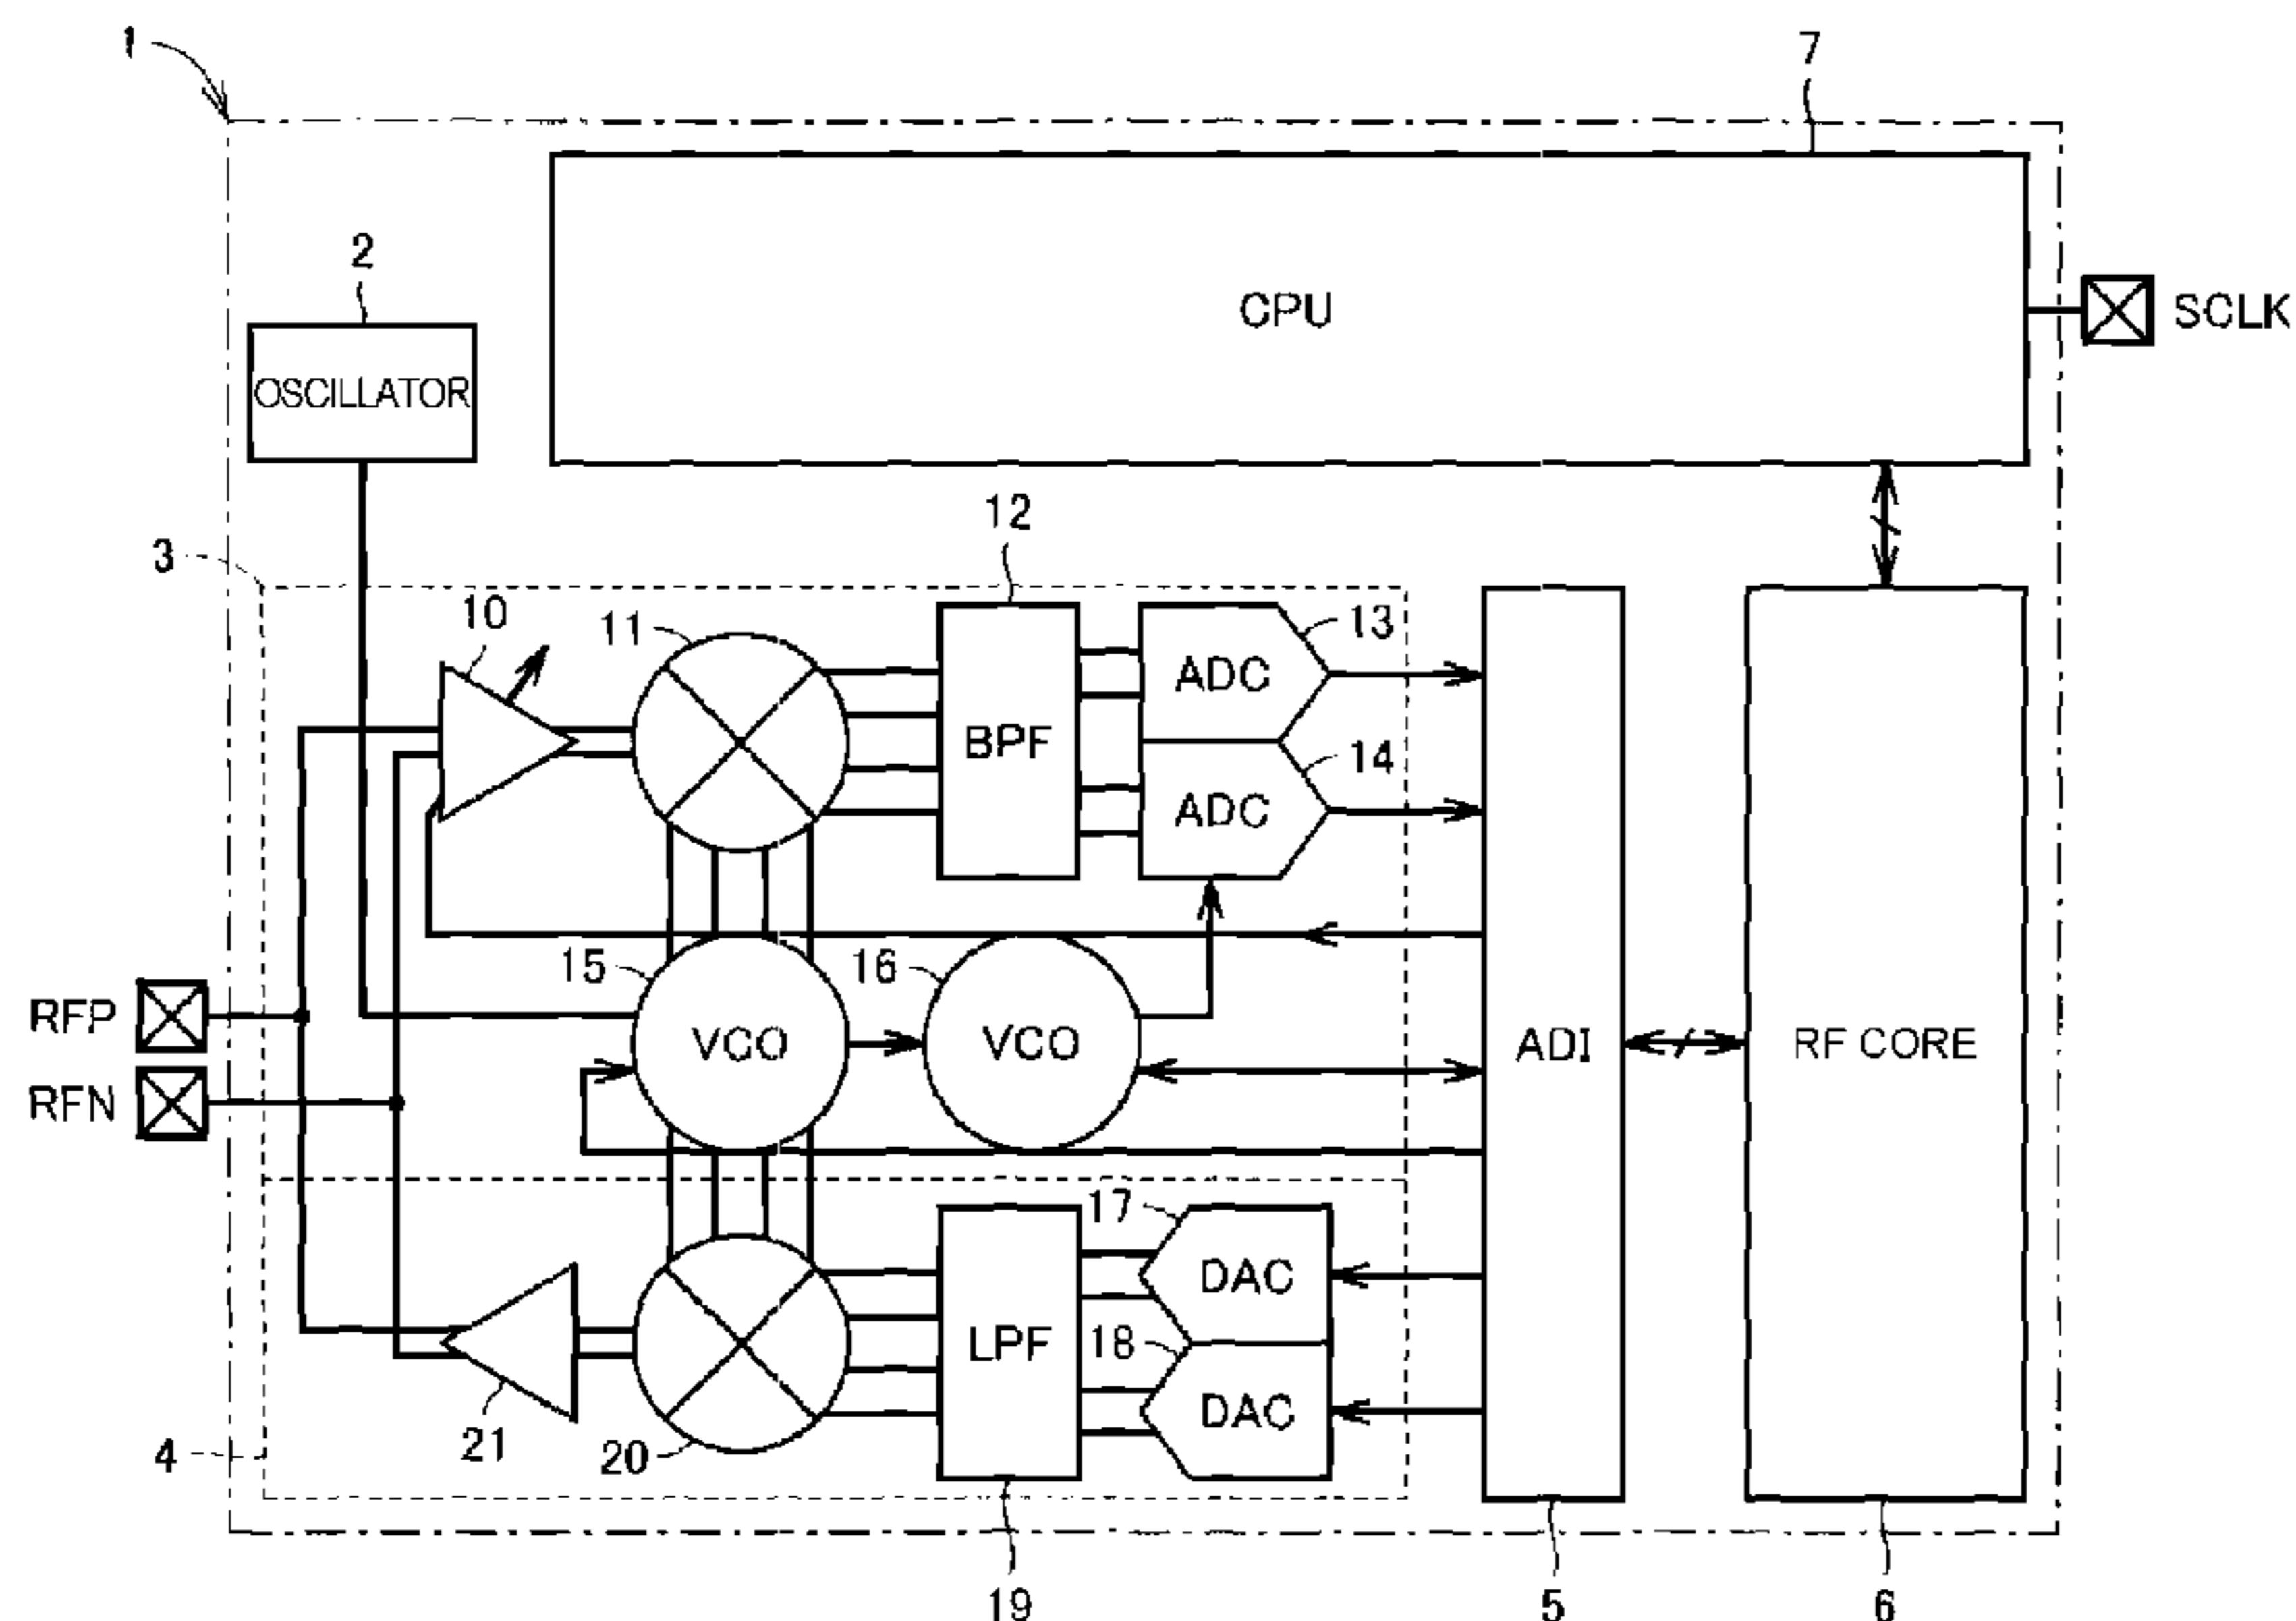 1
7
2
CPU
SCLK
OSCILLATOR
12
3
10
11
13
ADC
BPF
14
ADC
15
16
RFP
VCO
VCO
ADI
RF CORE
RFN
17
DAC
LPF
18
DAC
21
20
4
19
5
6